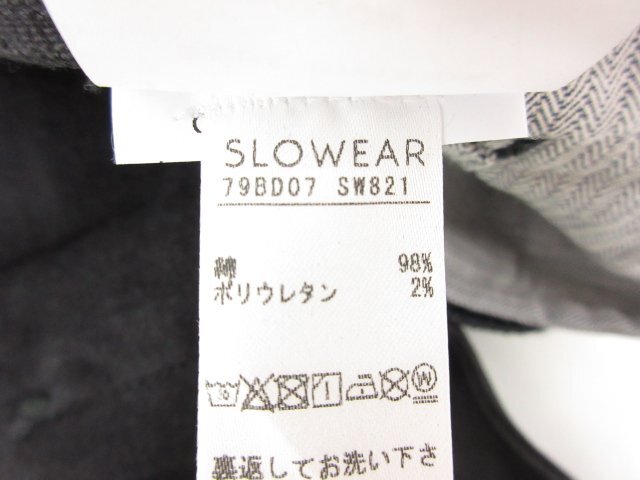 SLOWEAR
79BD07 SW821
綿 98%
ポリウレタン 2%
W
裏返してお洗い下さ